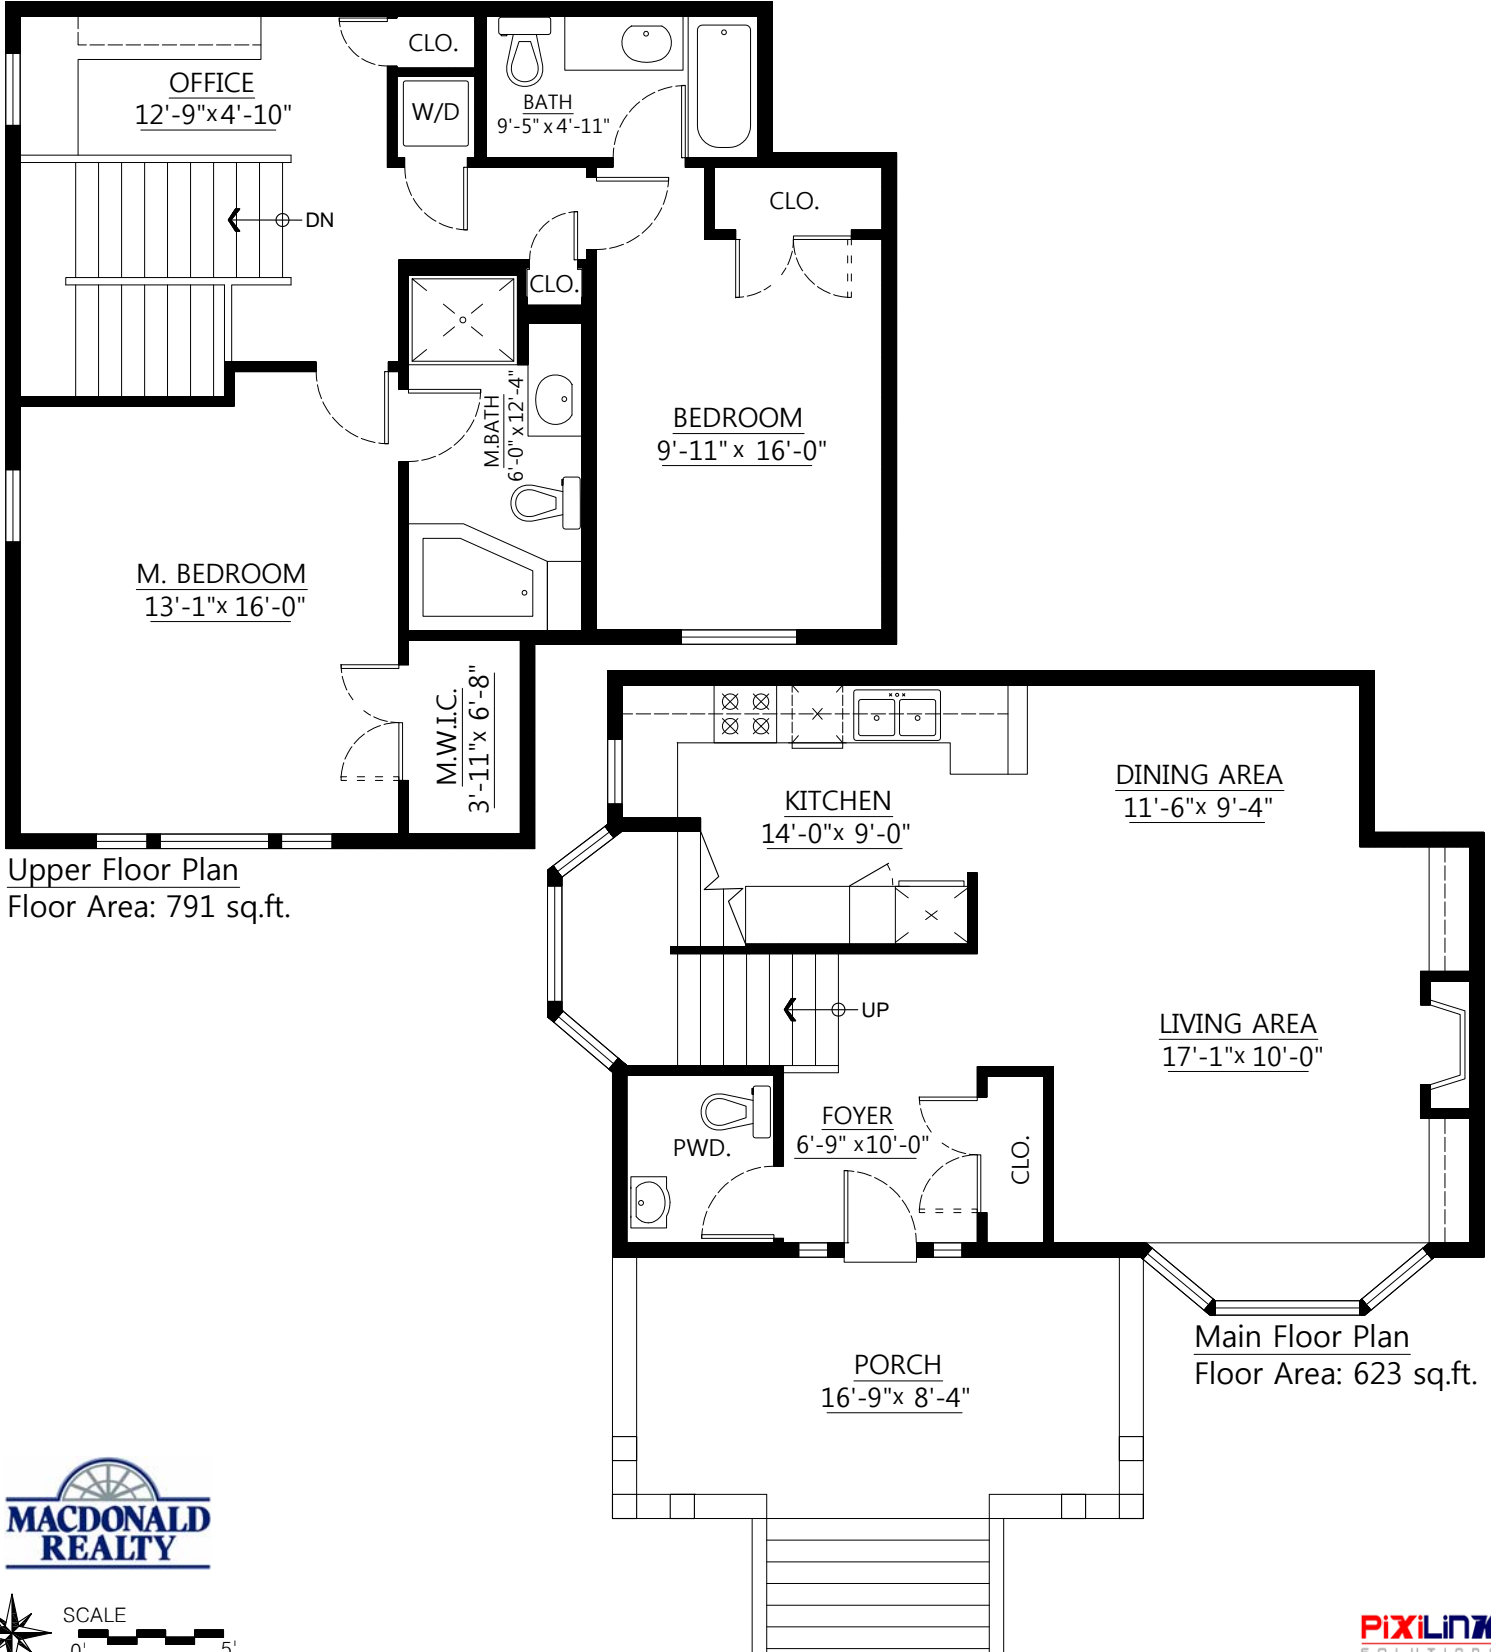 CLO.
OFFICE
12'-9"x4'-10"
W/D
BATH
9'-5" x 4'-11"
CLO.
DN
CLO.
M.BATH
6'-0" x 12'-4"
BEDROOM
9'-11" x 16'-0"
M. BEDROOM
13'-1"x 16'-0"
M.W.I.C.
3'-11"x 6'-8"
Upper Floor Plan
Floor Area: 791 sq.ft.
KITCHEN
14'-0"x 9'-0"
DINING AREA
11'-6"x 9'-4"
UP
LIVING AREA
17'-1"x 10'-0"
FOYER
6'-9" x10'-0"
PWD.
CLO.
PORCH
16'-9"x 8'-4"
Main Floor Plan
Floor Area: 623 sq.ft.
MACDONALD
REALTY
SCALE
0' 5'
PiXiLiNK
SOLUTIONS